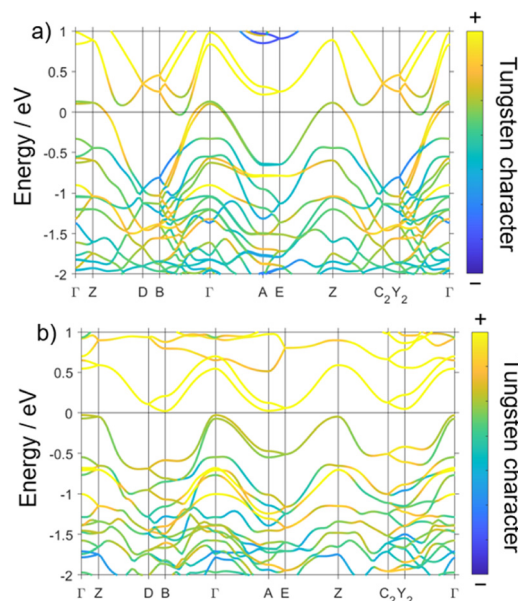 a)
+
1
0.5
0
-0.5
-1
-1.5
-2
Energy / eV
Γ Z D B Γ A E Z C2Y2 Γ
Tungsten character
−
b)
+
1
0.5
0
-0.5
-1
-1.5
-2
Energy / eV
Γ Z D B Γ A E Z C2Y2 Γ
Tungsten character
−